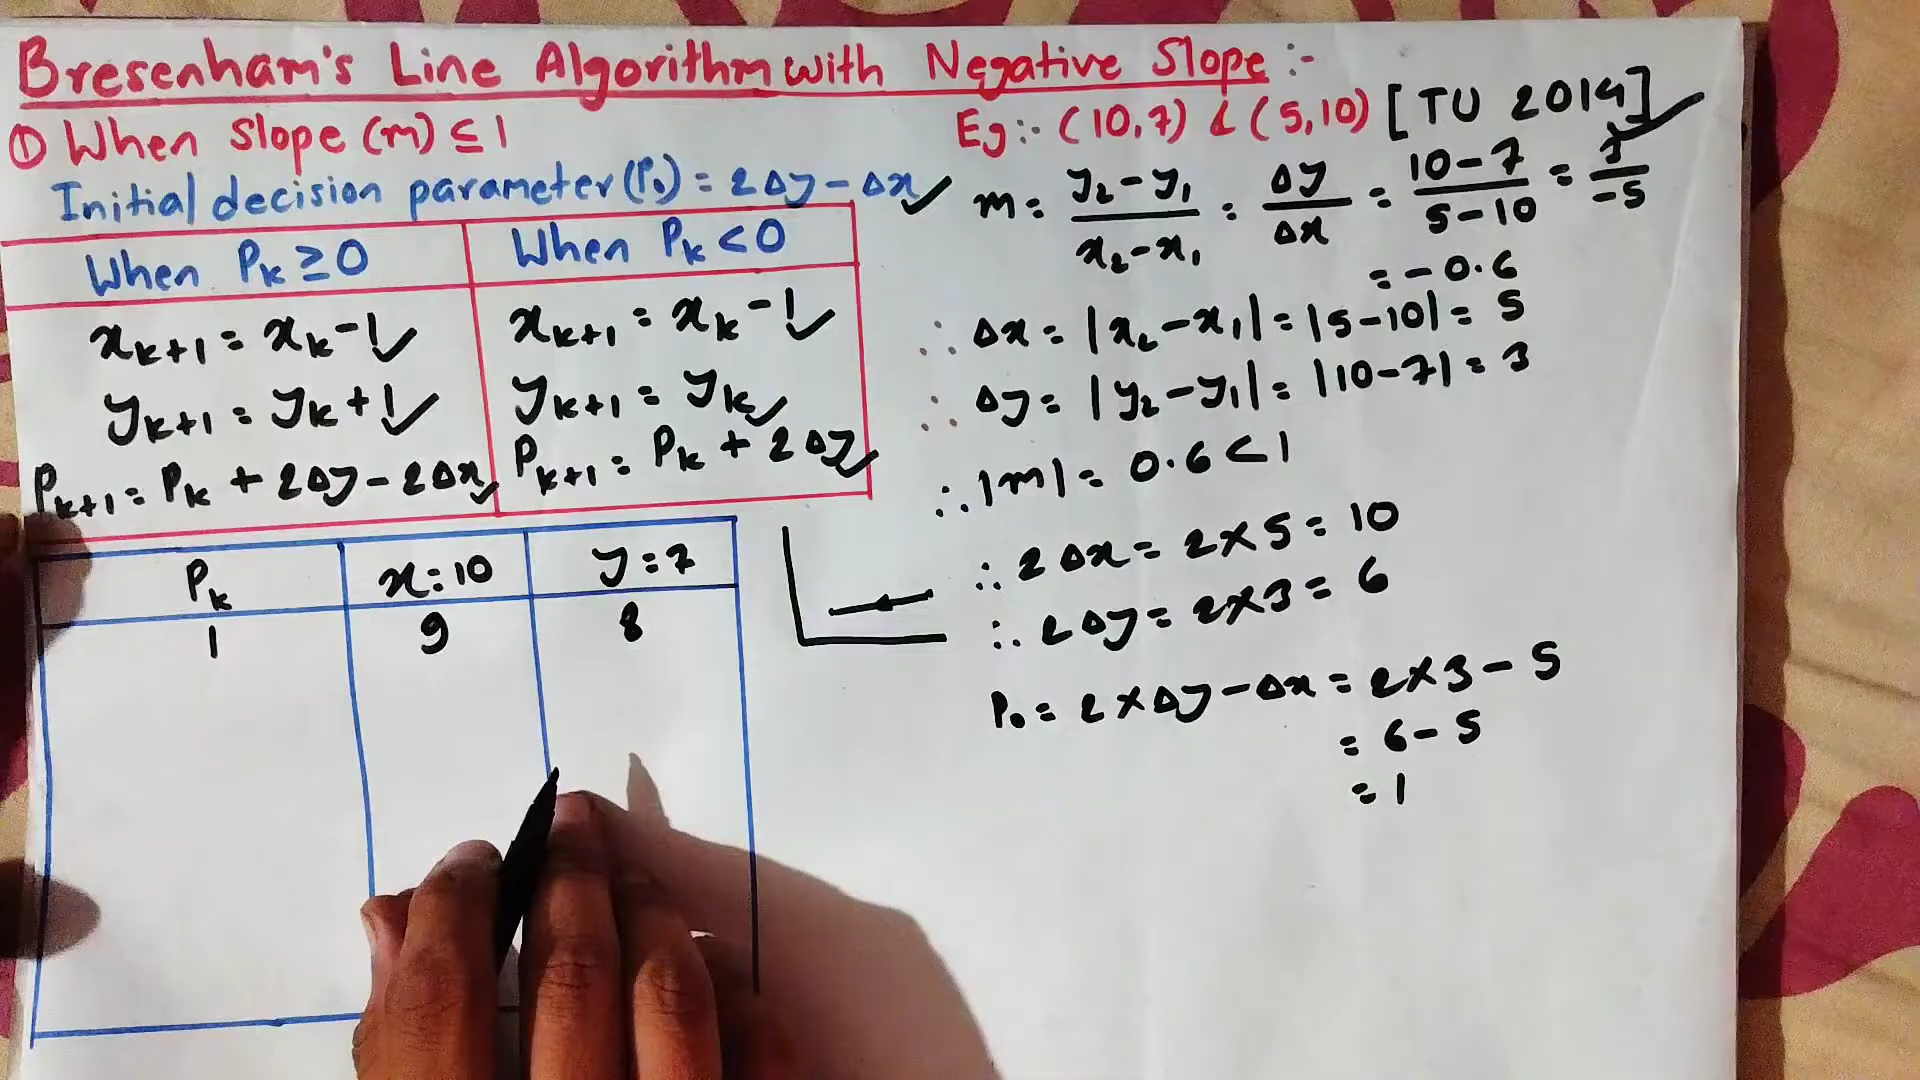 Bresenham's Line Algorithm with Negative Slope :-
① When Slope (m) ≤ 1
Initial decision parameter (P₀) = 2Δy - Δx ✓
When Pₖ ≥ 0
xₖ₊₁ = xₖ - 1 ✓
yₖ₊₁ = yₖ + 1 ✓
Pₖ₊₁ = Pₖ + 2Δy - 2Δx ✓
When Pₖ < 0
xₖ₊₁ = xₖ - 1 ✓
yₖ₊₁ = yₖ ✓
Pₖ₊₁ = Pₖ + 2Δy ✓
Pₖ x = 10 y = 7
1 9 8
Eg :- (10,7) & (5,10) [TU 2014] ✓
m = (y₂ - y₁)/(x₂ - x₁) = Δy/Δx = (10 - 7)/(5 - 10) = 3/-5
= -0.6
∴ Δx = |x₂ - x₁| = |5 - 10| = 5
∴ Δy = |y₂ - y₁| = |10 - 7| = 3
∴ |m| = 0.6 < 1
∴ 2Δx = 2×5 = 10
∴ 2Δy = 2×3 = 6
P₀ = 2×Δy - Δx = 2×3 - 5
= 6 - 5
= 1